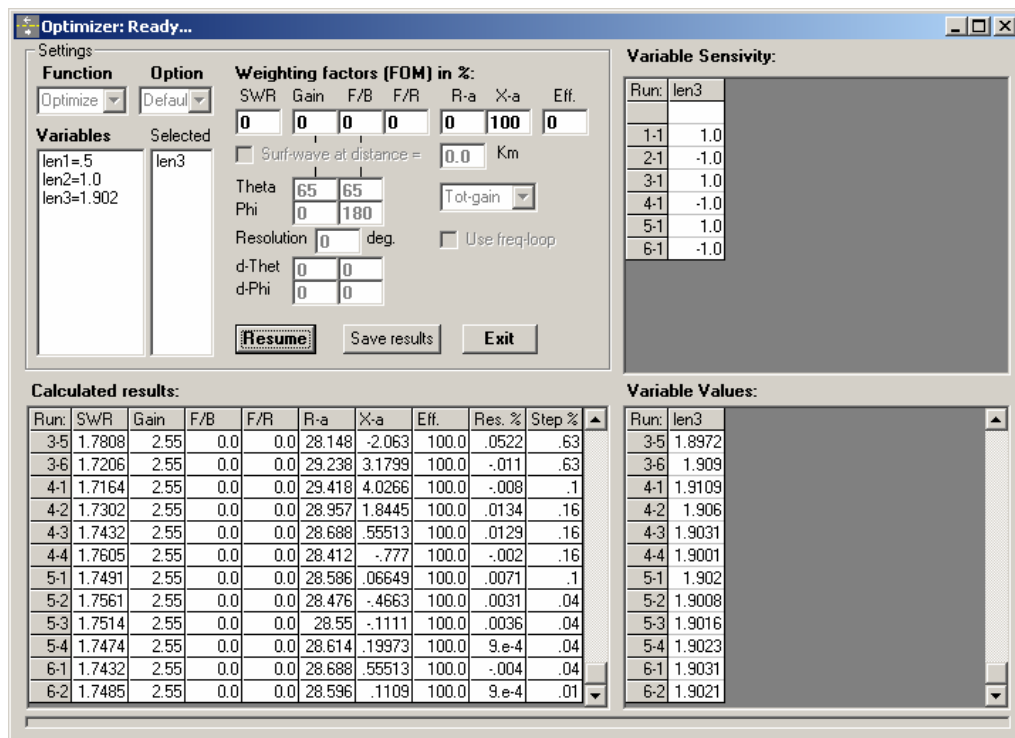 Optimizer: Ready...
Settings
Function Option Weighting factors (FOM) in %:
Optimize Defaul SWR Gain F/B F/R R-a X-a Eff.
0 0 0 0 0 100 0
Variables Selected
len1=.5 len3
len2=1.0
len3=1.902
Surf-wave at distance = 0.0 Km
Theta 65 65 Tot-gain
Phi 0 180
Resolution 0 deg. Use freq-loop
d-Thet 0 0
d-Phi 0 0
Resume Save results Exit
Variable Sensivity:
Run: len3
1-1 1.0
2-1 -1.0
3-1 1.0
4-1 -1.0
5-1 1.0
6-1 -1.0
Calculated results:
Run: SWR Gain F/B F/R R-a X-a Eff. Res. % Step %
3-5 1.7808 2.55 0.0 0.0 28.148 -2.063 100.0 .0522 .63
3-6 1.7206 2.55 0.0 0.0 29.238 3.1799 100.0 -.011 .63
4-1 1.7164 2.55 0.0 0.0 29.418 4.0266 100.0 -.008 .1
4-2 1.7302 2.55 0.0 0.0 28.957 1.8445 100.0 .0134 .16
4-3 1.7432 2.55 0.0 0.0 28.688 .55513 100.0 .0129 .16
4-4 1.7605 2.55 0.0 0.0 28.412 -.777 100.0 -.002 .16
5-1 1.7491 2.55 0.0 0.0 28.586 .06649 100.0 .0071 .1
5-2 1.7561 2.55 0.0 0.0 28.476 -.4663 100.0 .0031 .04
5-3 1.7514 2.55 0.0 0.0 28.55 -.1111 100.0 .0036 .04
5-4 1.7474 2.55 0.0 0.0 28.614 .19973 100.0 9.e-4 .04
6-1 1.7432 2.55 0.0 0.0 28.688 .55513 100.0 -.004 .04
6-2 1.7485 2.55 0.0 0.0 28.596 .1109 100.0 9.e-4 .01
Variable Values:
Run: len3
3-5 1.8972
3-6 1.909
4-1 1.9109
4-2 1.906
4-3 1.9031
4-4 1.9001
5-1 1.902
5-2 1.9008
5-3 1.9016
5-4 1.9023
6-1 1.9031
6-2 1.9021